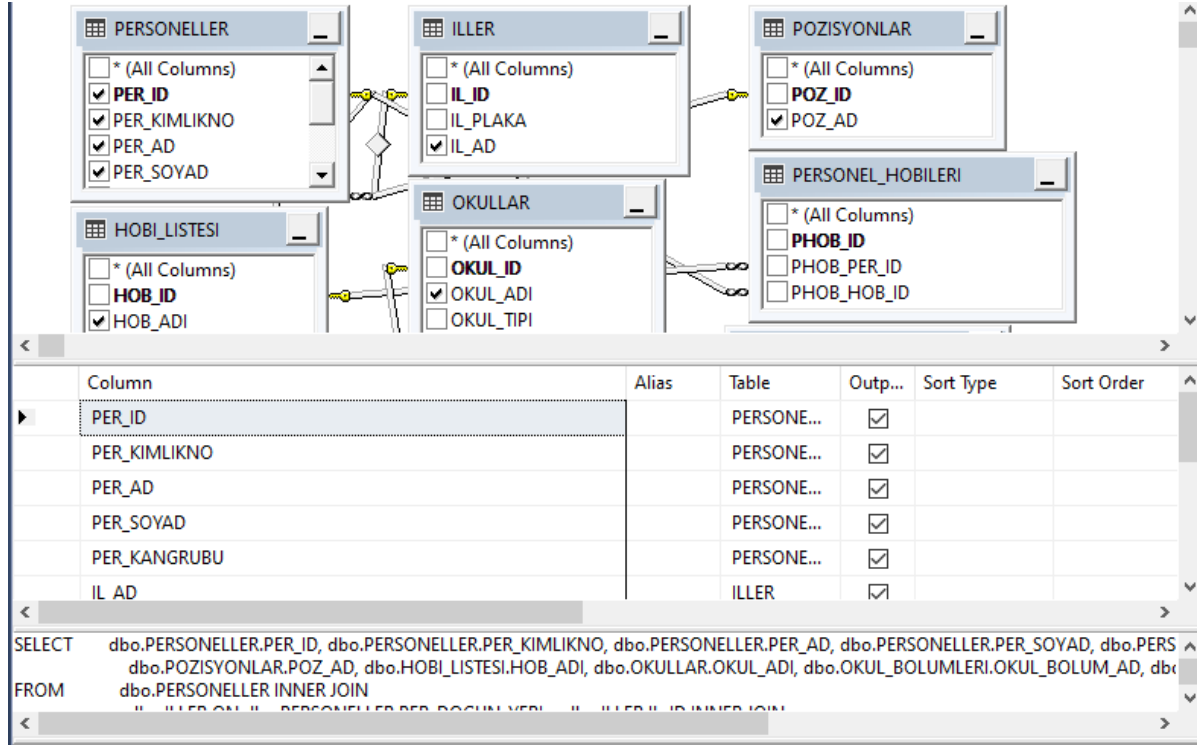 PERSONELLER
* (All Columns)
PER_ID
PER_KIMLIKNO
PER_AD
PER_SOYAD
ILLER
* (All Columns)
IL_ID
IL_PLAKA
IL_AD
POZISYONLAR
* (All Columns)
POZ_ID
POZ_AD
PERSONEL_HOBILERI
* (All Columns)
PHOB_ID
PHOB_PER_ID
PHOB_HOB_ID
HOBI_LISTESI
* (All Columns)
HOB_ID
HOB_ADI
OKULLAR
* (All Columns)
OKUL_ID
OKUL_ADI
OKUL_TIPI
Column Alias Table Outp... Sort Type Sort Order
PER_ID PERSONE...
PER_KIMLIKNO PERSONE...
PER_AD PERSONE...
PER_SOYAD PERSONE...
PER_KANGRUBU PERSONE...
IL_AD ILLER
SELECT dbo.PERSONELLER.PER_ID, dbo.PERSONELLER.PER_KIMLIKNO, dbo.PERSONELLER.PER_AD, dbo.PERSONELLER.PER_SOYAD, dbo.PERS
dbo.POZISYONLAR.POZ_AD, dbo.HOBI_LISTESI.HOB_ADI, dbo.OKULLAR.OKUL_ADI, dbo.OKUL_BOLUMLERI.OKUL_BOLUM_AD, dbo
FROM dbo.PERSONELLER INNER JOIN